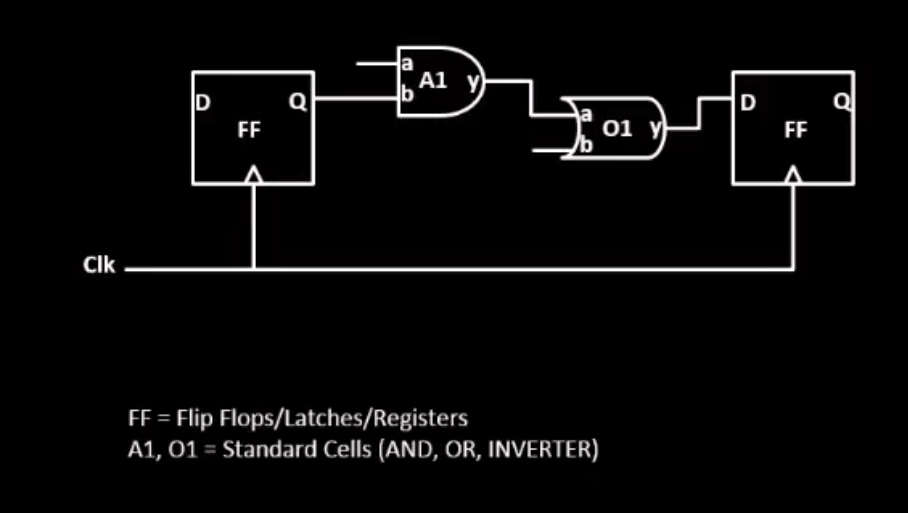 a
A1 y
b
D Q
FF
a
O1 y
b
D Q
FF
Clk
FF = Flip Flops/Latches/Registers
A1, O1 = Standard Cells (AND, OR, INVERTER)